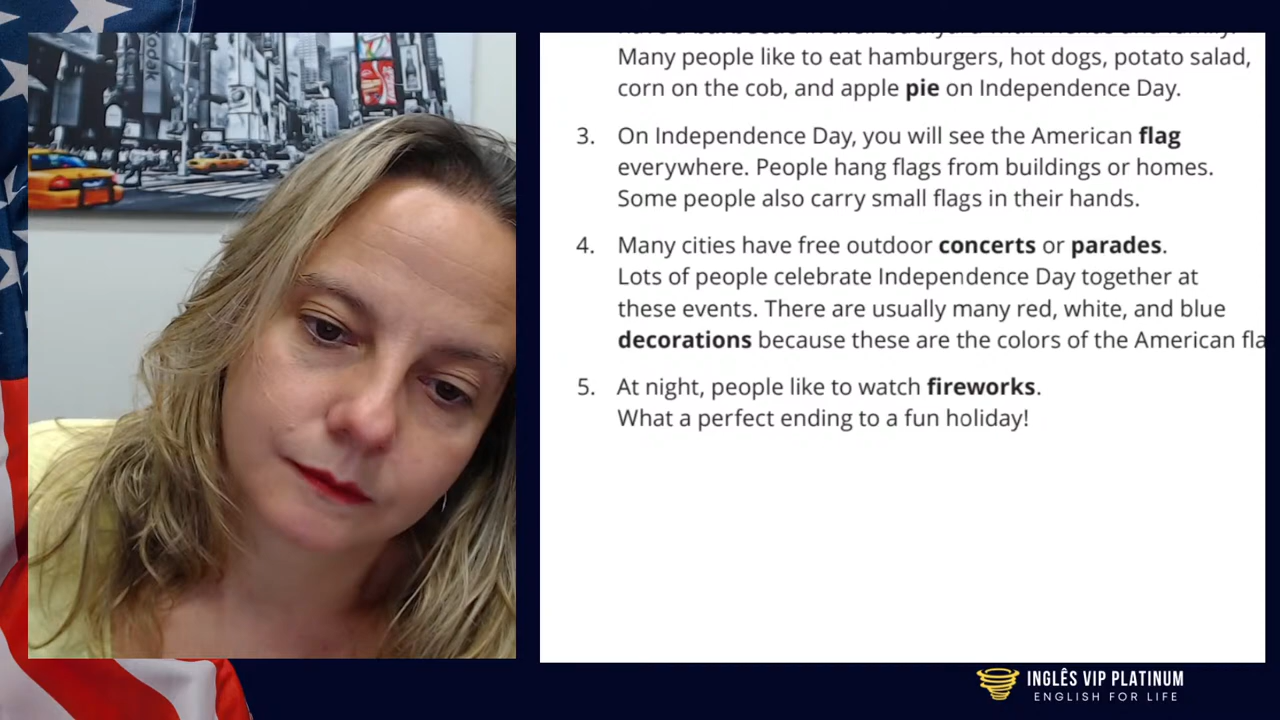 Kodak
Many people like to eat hamburgers, hot dogs, potato salad,
corn on the cob, and apple pie on Independence Day.
3. On Independence Day, you will see the American flag
everywhere. People hang flags from buildings or homes.
Some people also carry small flags in their hands.
4. Many cities have free outdoor concerts or parades.
Lots of people celebrate Independence Day together at
these events. There are usually many red, white, and blue
decorations because these are the colors of the American fla
5. At night, people like to watch fireworks.
What a perfect ending to a fun holiday!
INGLÊS VIP PLATINUM
ENGLISH FOR LIFE